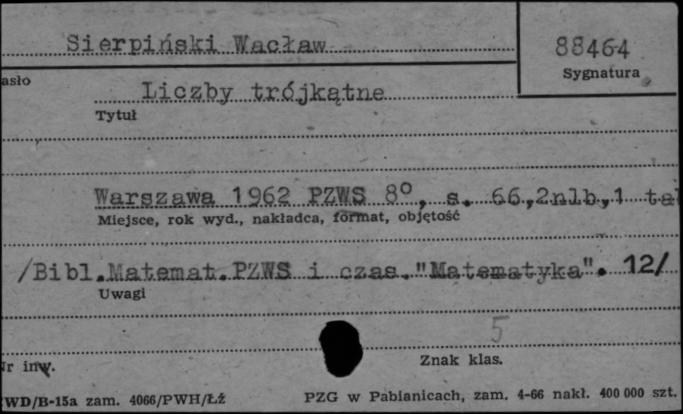 Sierpiński Wacław
88464
Sygnatura
asło
Liczby trójkątne
Tytuł
Warszawa 1962 PZWS 8°, s. 66,2nlb,1 tal
Miejsce, rok wyd., nakładca, format, objętość
/Bibl.Matemat.PZWS i czas."Matematyka". 12/
Uwagi
5
Nr inw.
Znak klas.
WD/B-15a zam. 4066/PWH/Łż
PZG w Pabianicach, zam. 4-66 nakł. 400 000 szt.